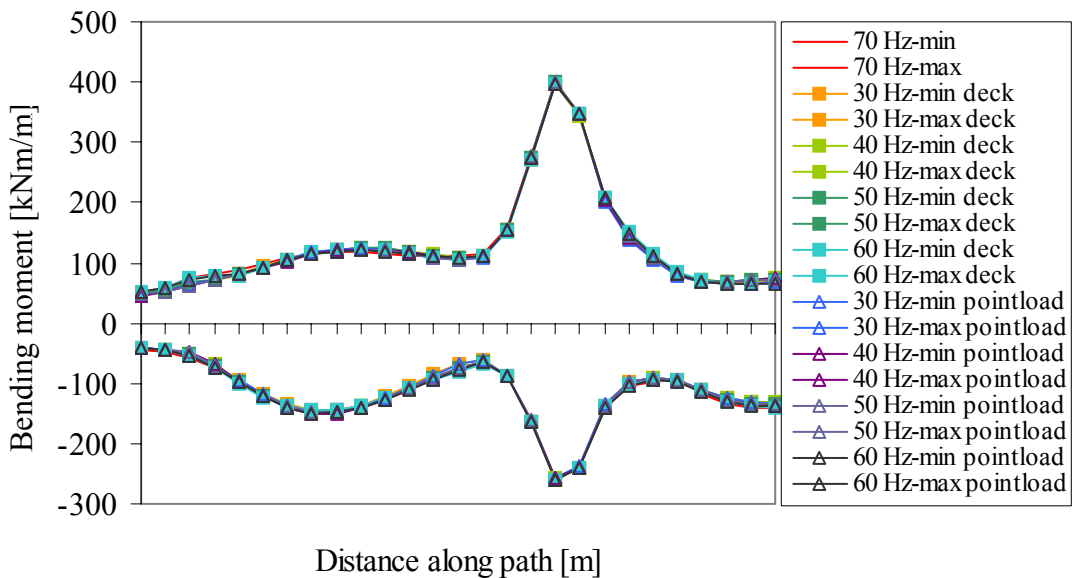 500
400
300
200
100
0
-100
-200
-300
Bending moment [kNm/m]
Distance along path [m]
70 Hz-min
70 Hz-max
30 Hz-min deck
30 Hz-max deck
40 Hz-min deck
40 Hz-max deck
50 Hz-min deck
50 Hz-max deck
60 Hz-min deck
60 Hz-max deck
30 Hz-min pointload
30 Hz-max pointload
40 Hz-min pointload
40 Hz-max pointload
50 Hz-min pointload
50 Hz-max pointload
60 Hz-min pointload
60 Hz-max pointload